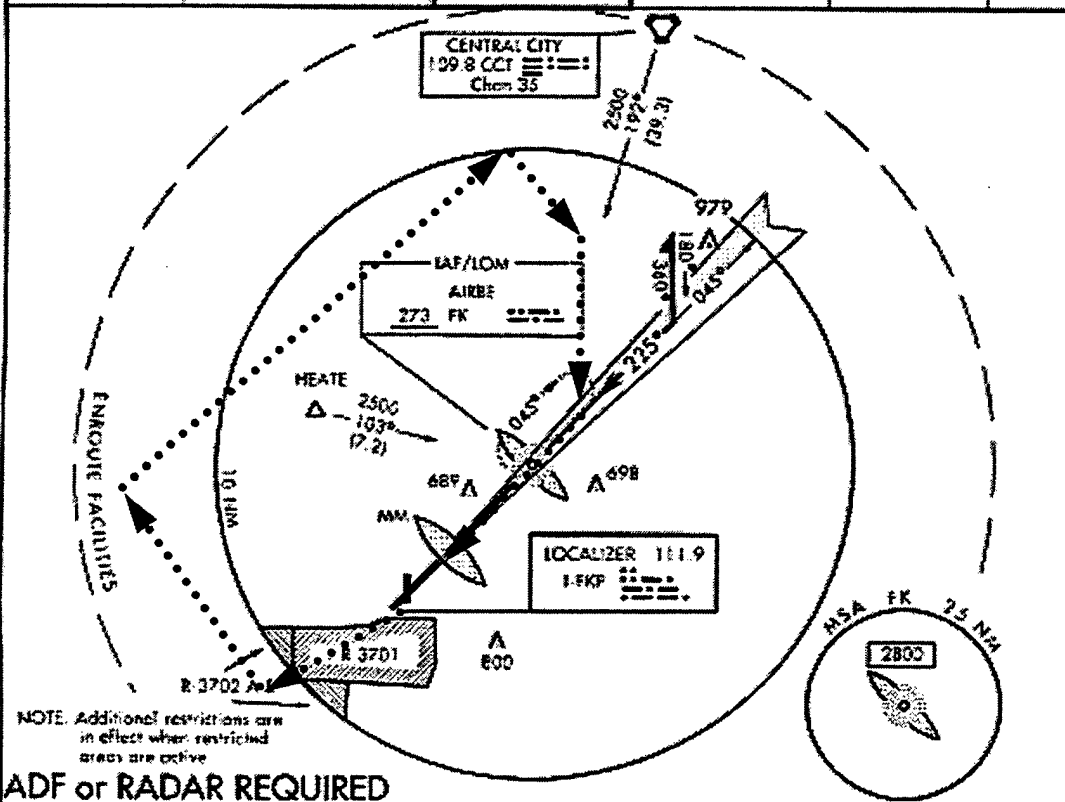 CENTRAL CITY
109.8 CCT
Chan 35
2500
192°
(39.3)
979
IAF/LOM
AIRBE
273 FK
360
180
045°
225°
HEATE
2500
103°
(7.2)
045°
689
698
ENROUTE FACILITIES
10 NM
MM
LOCALIZER 111.9
I-FKP
R 3701
800
R-3702
MSA FK 25 NM
2800
NOTE: Additional restrictions are
in effect when restricted
areas are active
ADF or RADAR REQUIRED